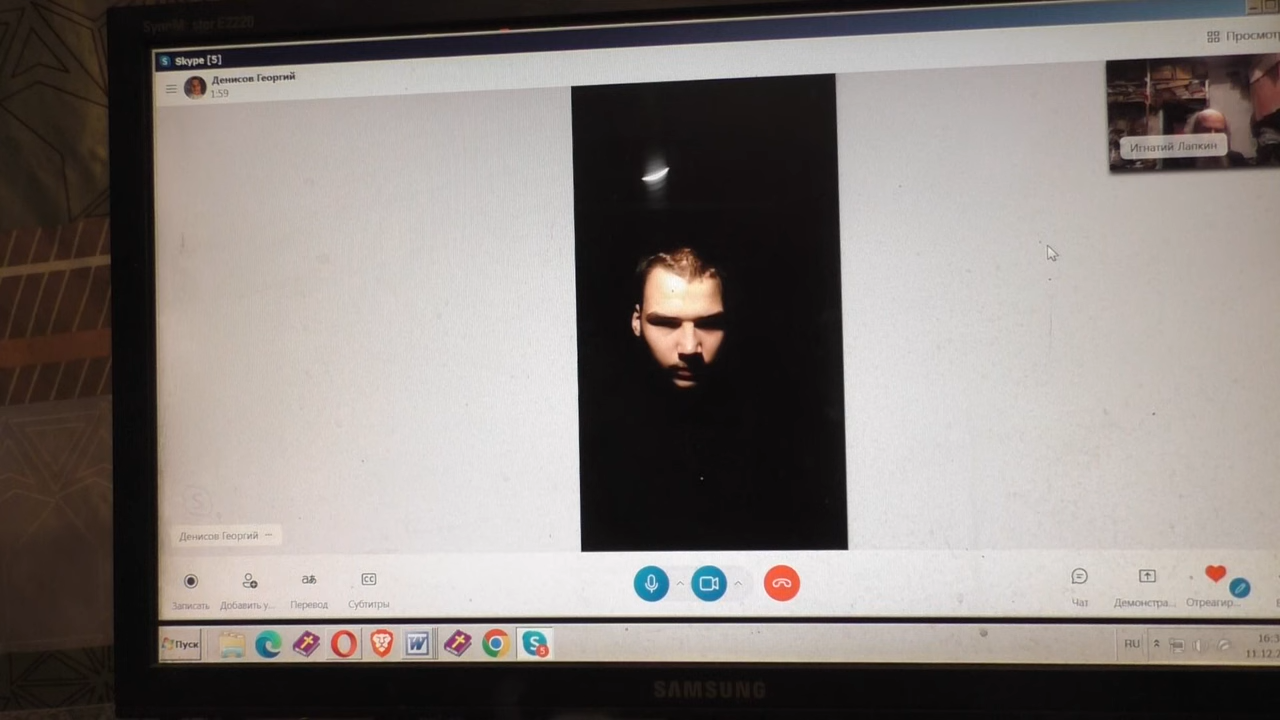 Skype [5]
Денисов Георгий
1:59
Игнатий Лапкин
Денисов Георгий
Записать
Добавить у...
Перевод
Субтитры
Чат
Демонстра...
Отреагир...
Пуск
W
S
5
RU
SAMSUNG